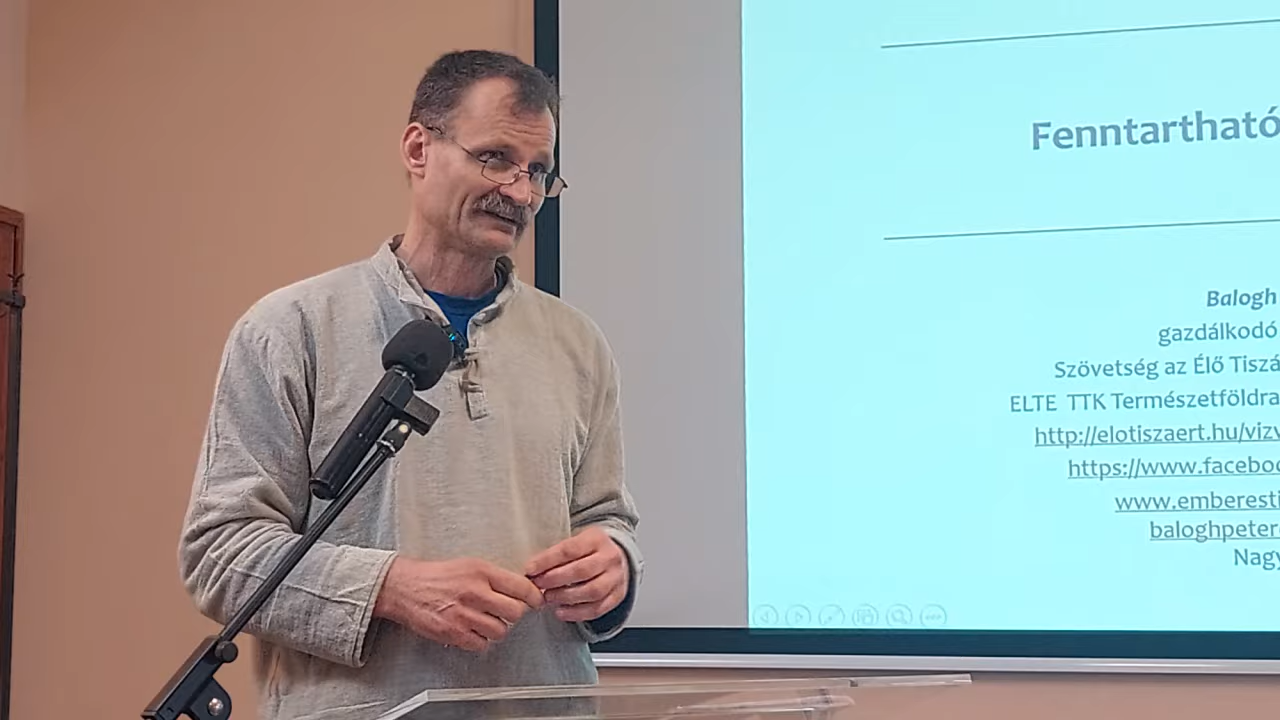 Fenntartható
Balogh
gazdálkodó
Szövetség az Élő Tiszá
ELTE TTK Természetföldra
http://elotiszaert.hu/vizv
https://www.faceboo
www.emberesti
baloghpeter
Nagy